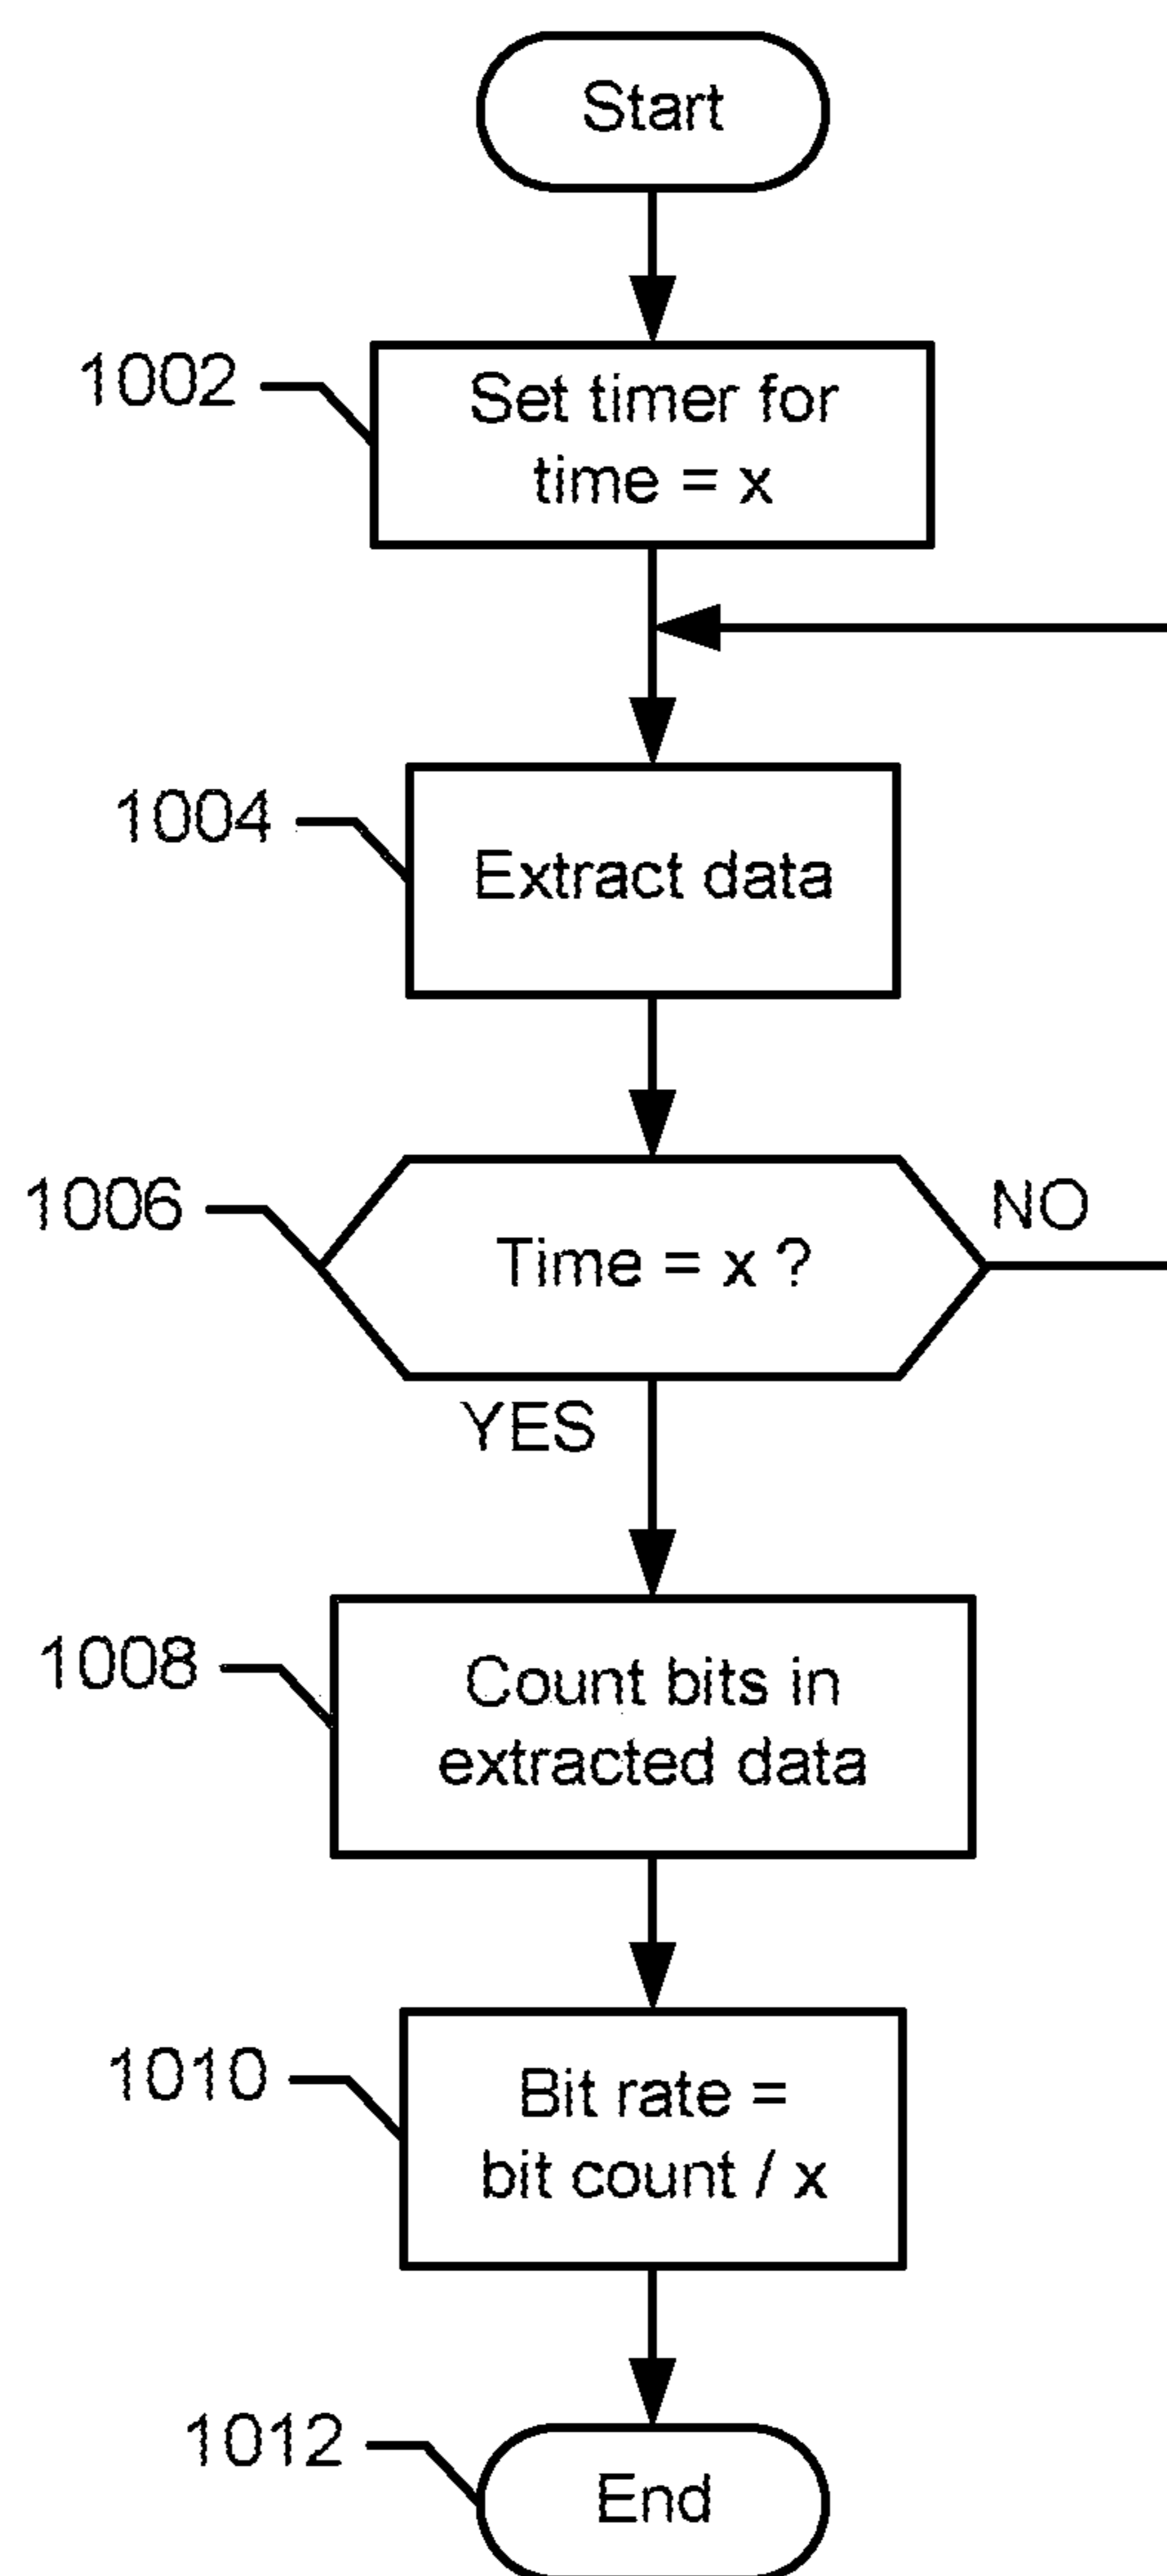 Start
1002
Set timer for
time = x
1004
Extract data
1006
Time = x ?
NO
YES
1008
Count bits in
extracted data
1010
Bit rate =
bit count / x
1012
End